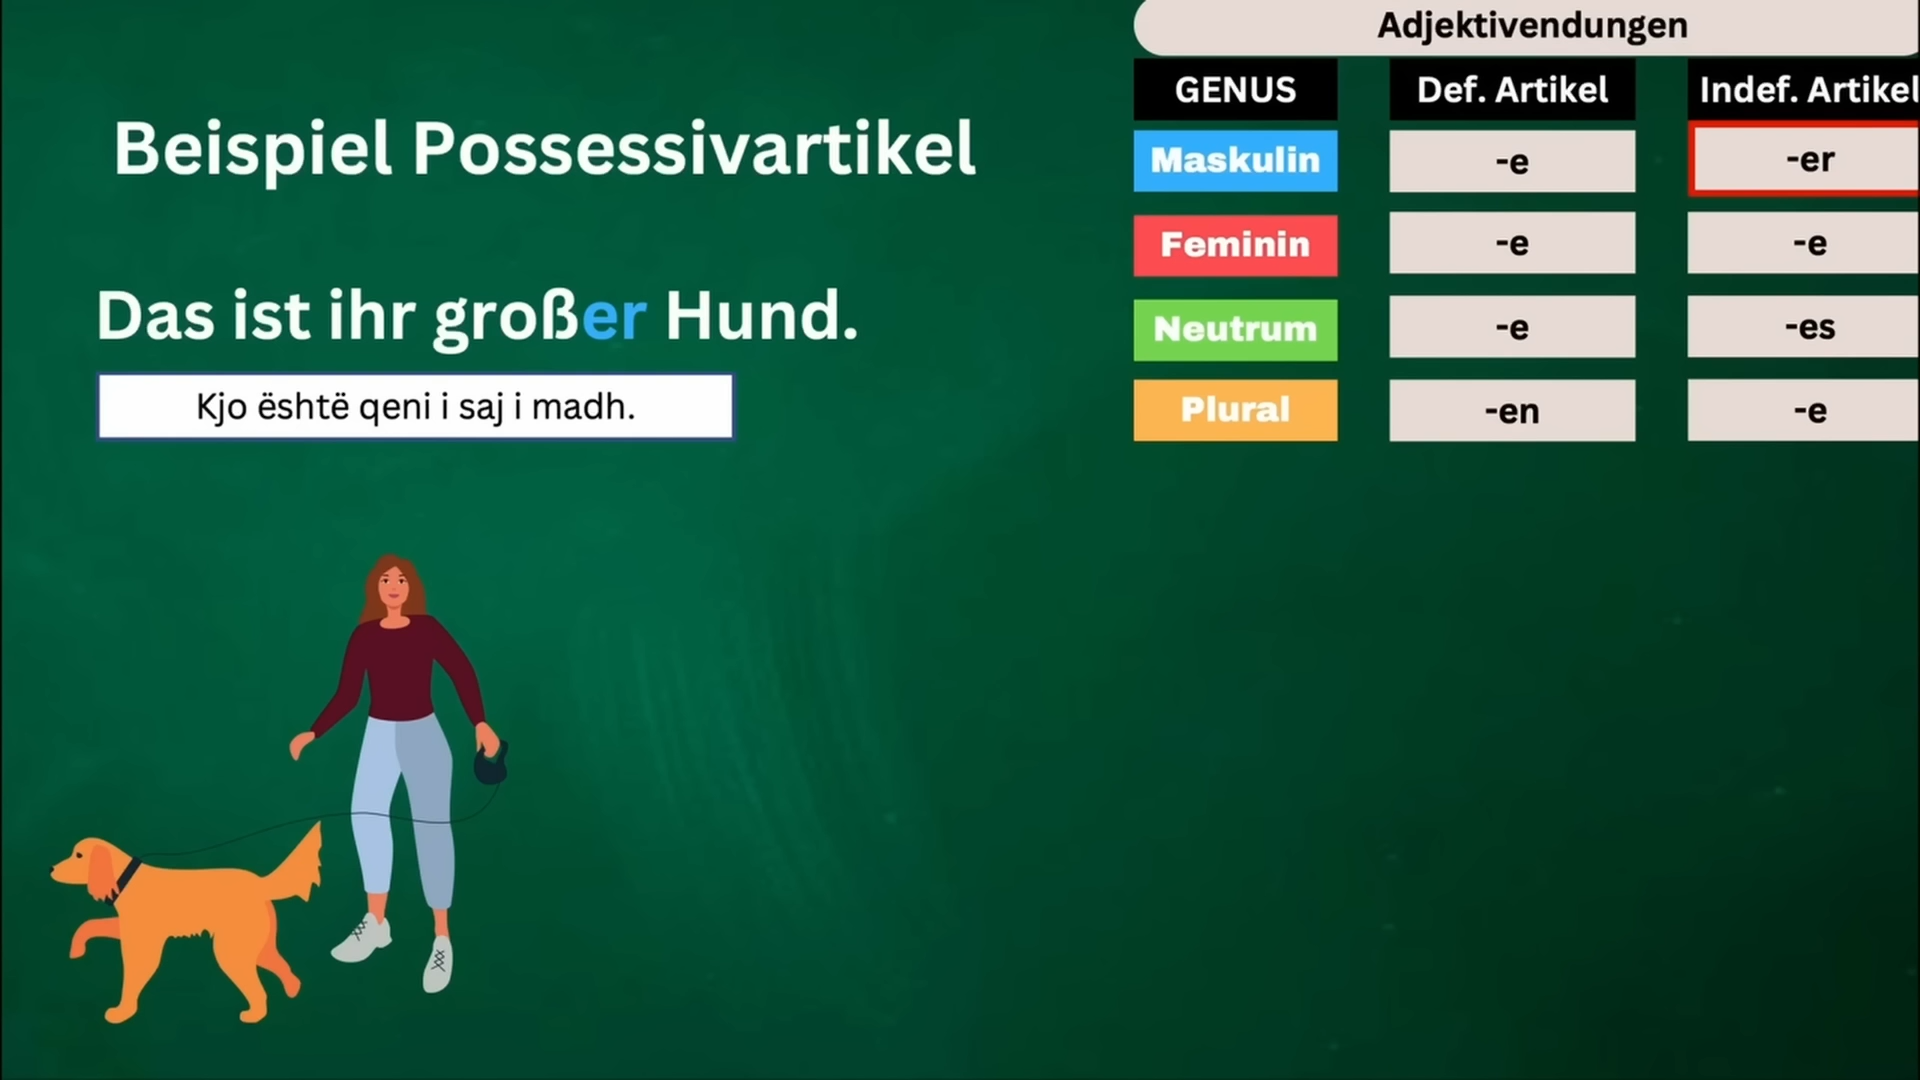 Adjektivendungen
GENUS Def. Artikel Indef. Artikel
Maskulin -e -er
Feminin -e -e
Neutrum -e -es
Plural -en -e
Beispiel Possessivartikel
Das ist ihr großer Hund.
Kjo është qeni i saj i madh.